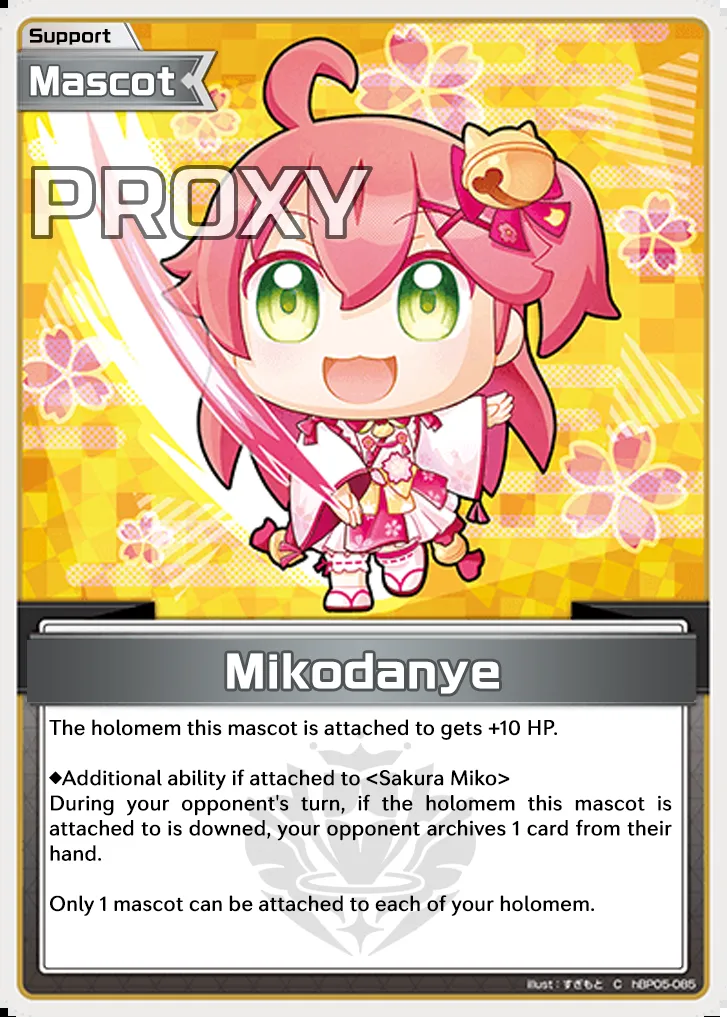 Support
Mascot
PROXY
Mikodanye
The holomem this mascot is attached to gets +10 HP.
◆Additional ability if attached to <Sakura Miko>
During your opponent's turn, if the holomem this mascot is
attached to is downed, your opponent archives 1 card from their
hand.
Only 1 mascot can be attached to each of your holomem.
illust : すぎもと C hBP05-085